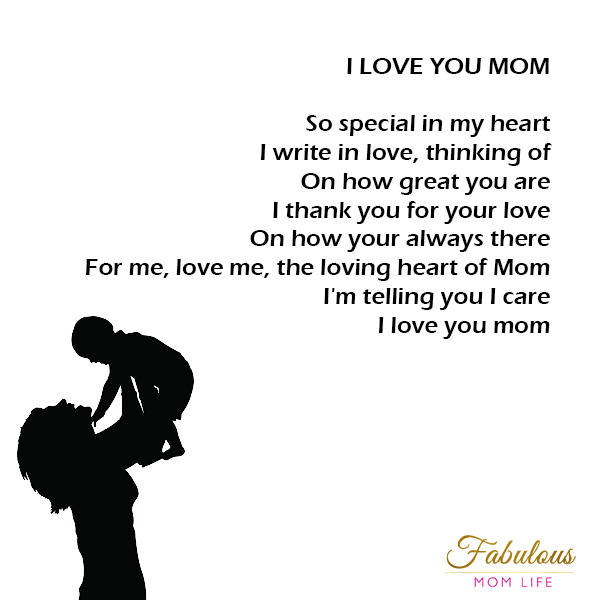 I LOVE YOU MOM
So special in my heart
I write in love, thinking of
On how great you are
I thank you for your love
On how your always there
For me, love me, the loving heart of Mom
I'm telling you I care
I love you mom
Fabulous
MOM LIFE